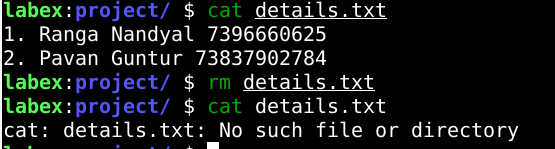 labex:project/ $ cat details.txt
1. Ranga Nandyal 7396660625
2. Pavan Guntur 73837902784
labex:project/ $ rm details.txt
labex:project/ $ cat details.txt
cat: details.txt: No such file or directory